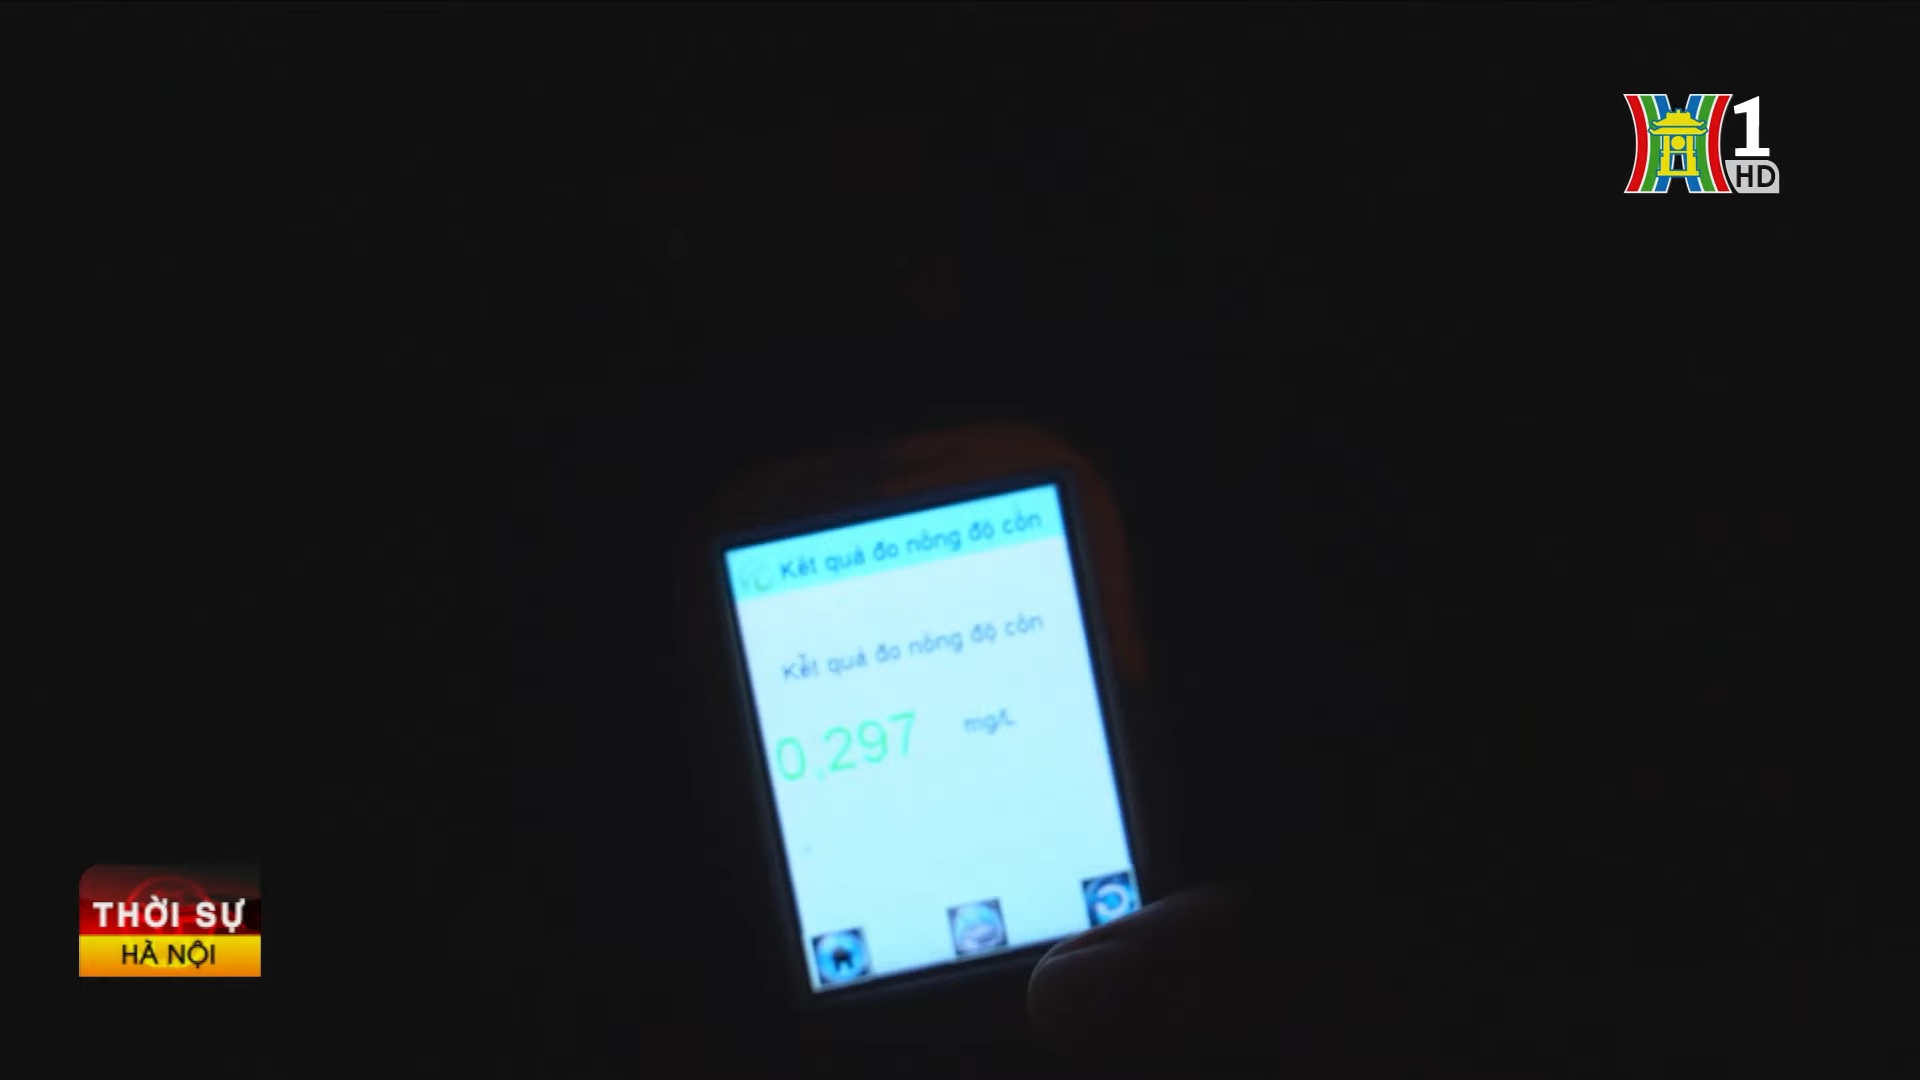 1
HD
Kết quả đo nồng độ cồn
Kết quả đo nồng độ cồn
0,297 mg/L
THỜI SỰ
HÀ NỘI